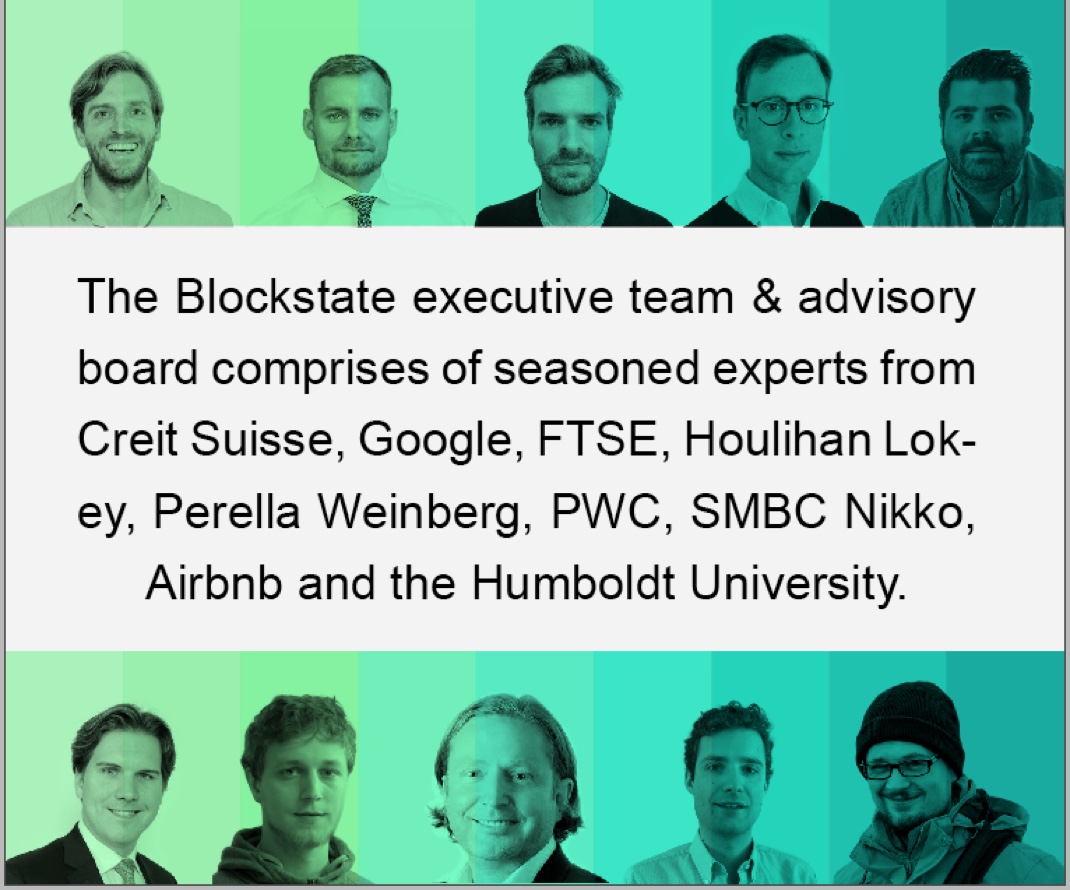 The Blockstate executive team & advisory
board comprises of seasoned experts from
Creit Suisse, Google, FTSE, Houlihan Lok-
ey, Perella Weinberg, PWC, SMBC Nikko,
Airbnb and the Humboldt University.